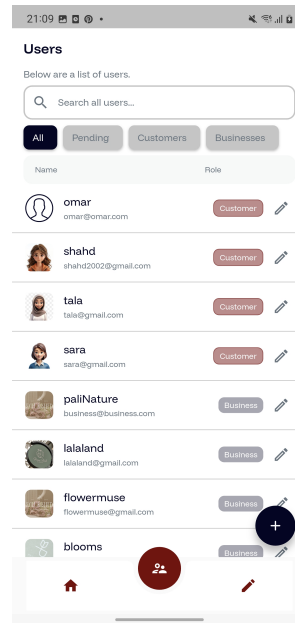 21:09
Users
Below are a list of users.
Search all users...
All Pending Customers Businesses
Name Role
omar
Customer
omar@omar.com
shahd
Customer
shahd2002@gmail.com
tala
Customer
tala@gmail.com
sara
Customer
sara@gmail.com
paliNature
Business
business@business.com
lalaland
Business
lalaland@gmail.com
flowermuse
Business
flowermuse@gmail.com
blooms
Business